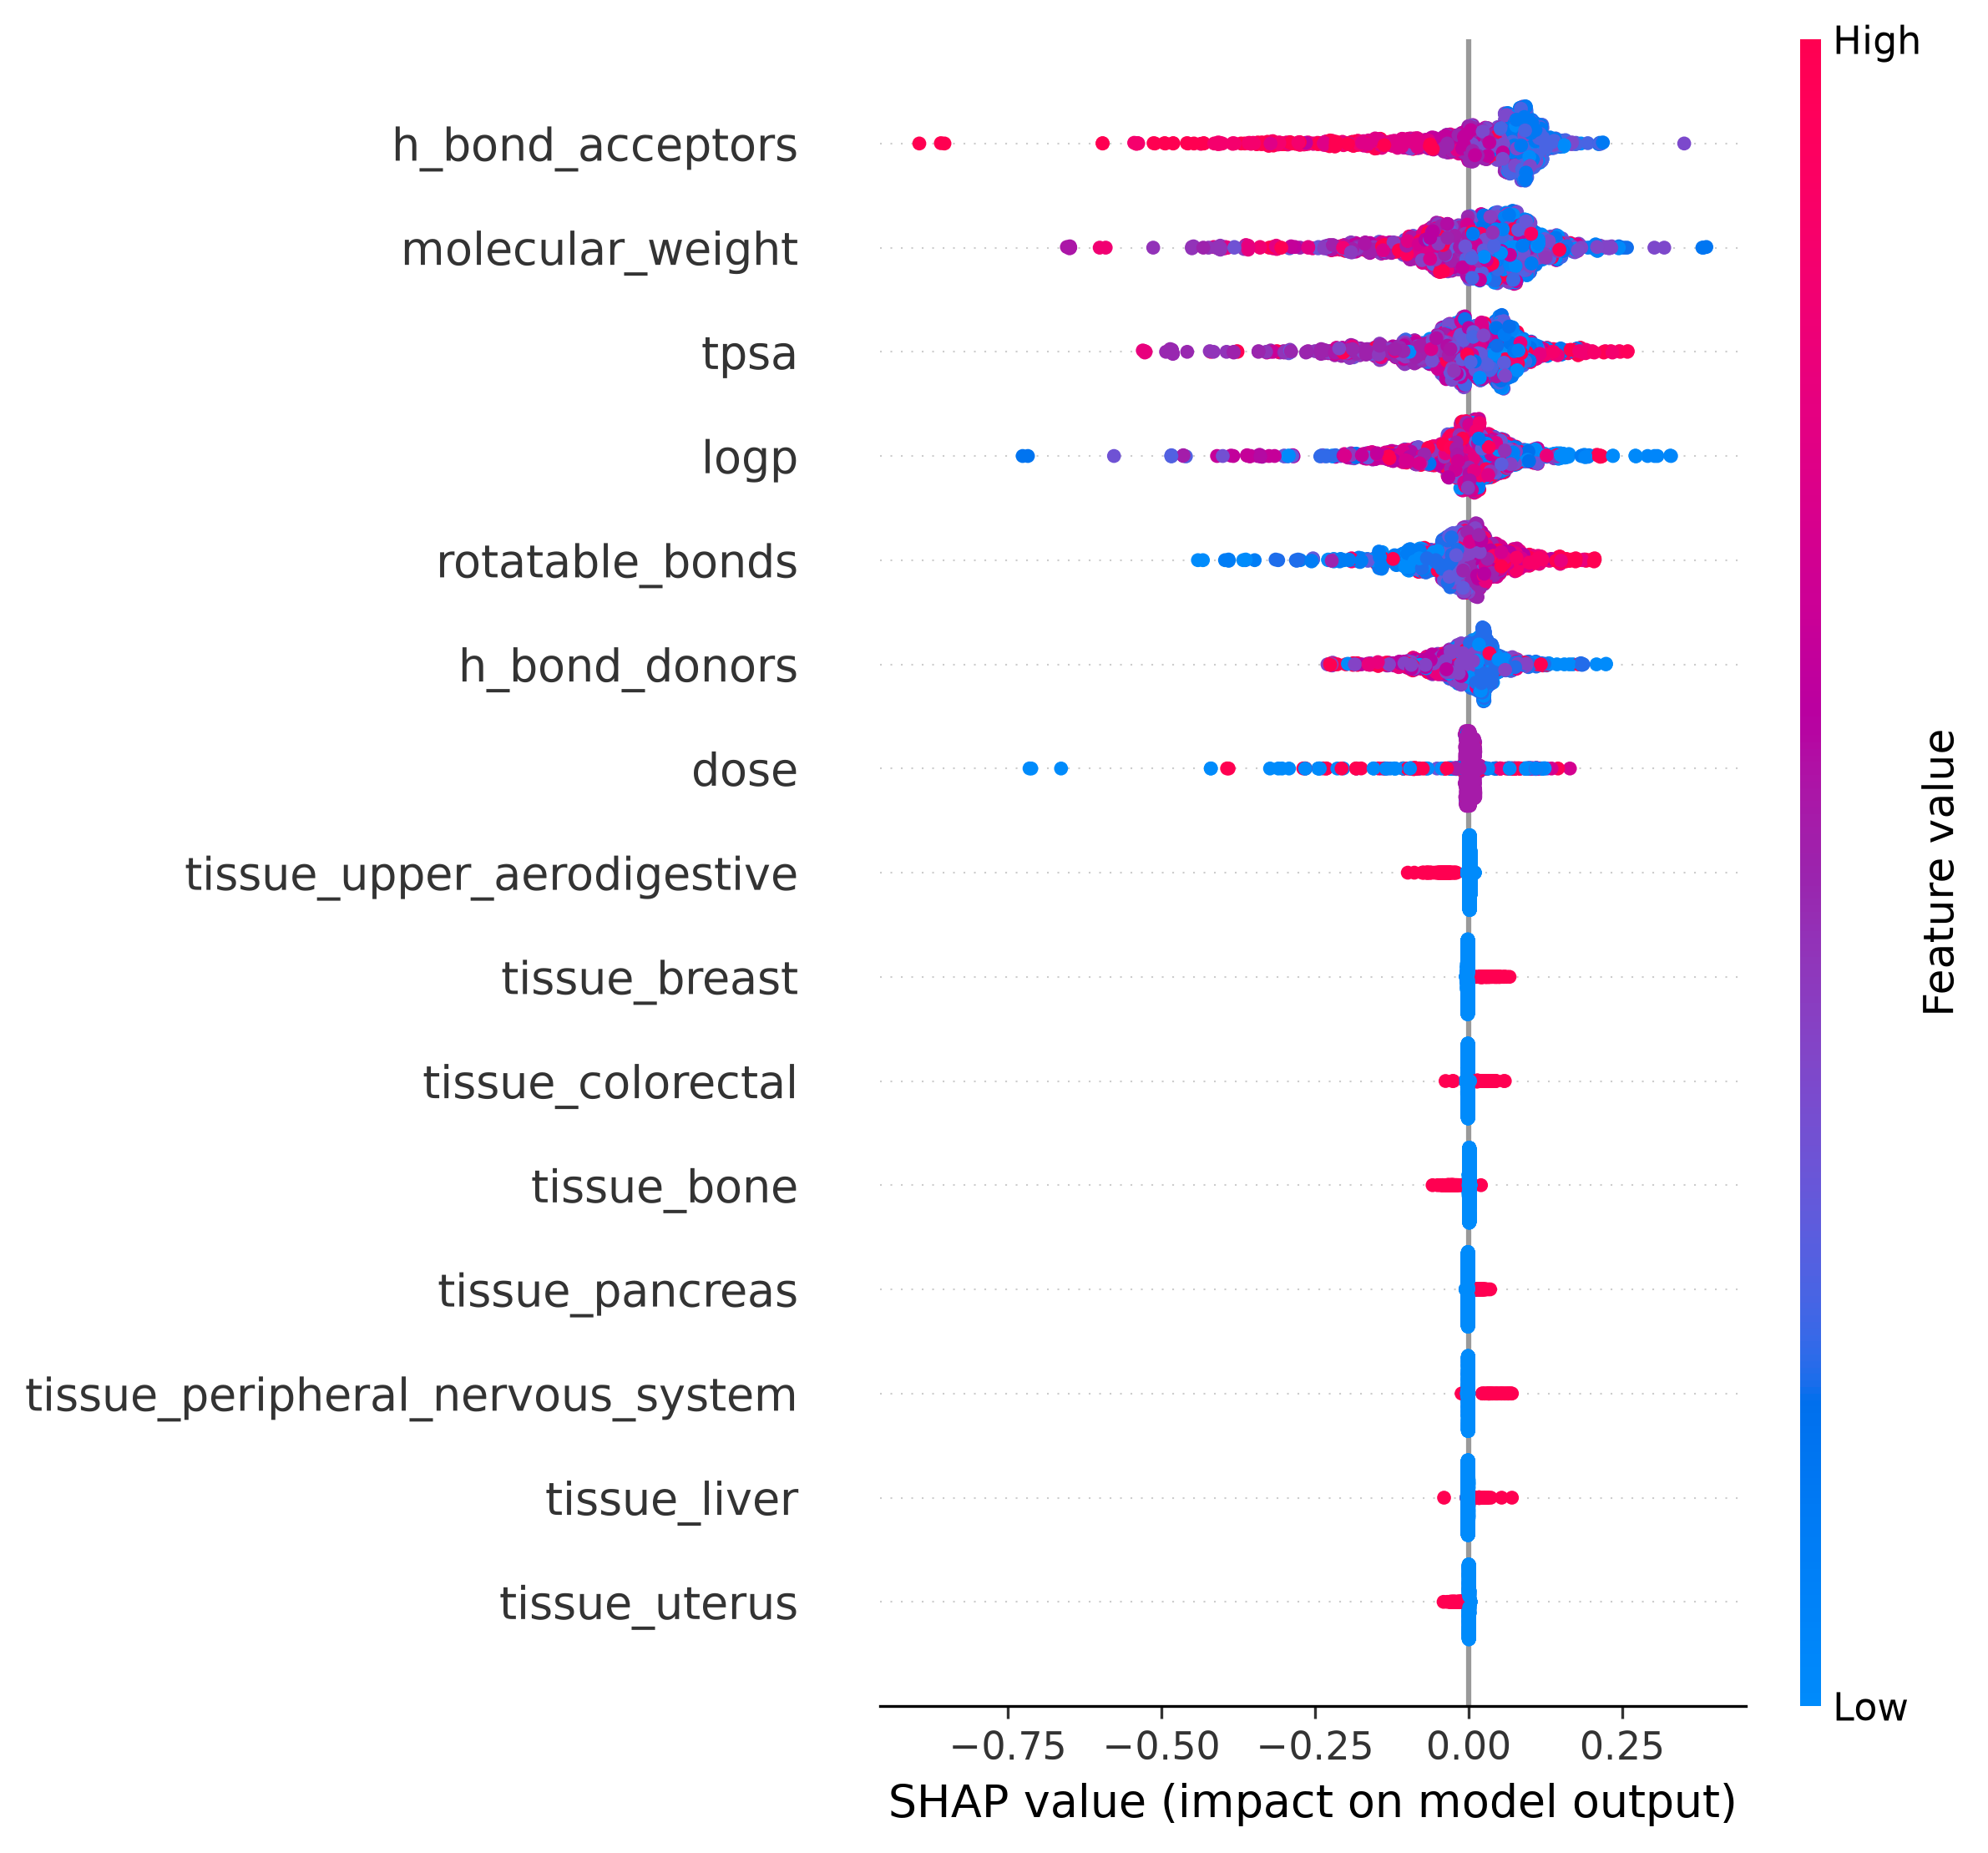 High
h_bond_acceptors
molecular_weight
tpsa
logp
rotatable_bonds
h_bond_donors
dose
tissue_upper_aerodigestive
tissue_breast
tissue_colorectal
tissue_bone
tissue_pancreas
tissue_peripheral_nervous_system
tissue_liver
tissue_uterus
Feature value
Low
−0.75 −0.50 −0.25 0.00 0.25
SHAP value (impact on model output)